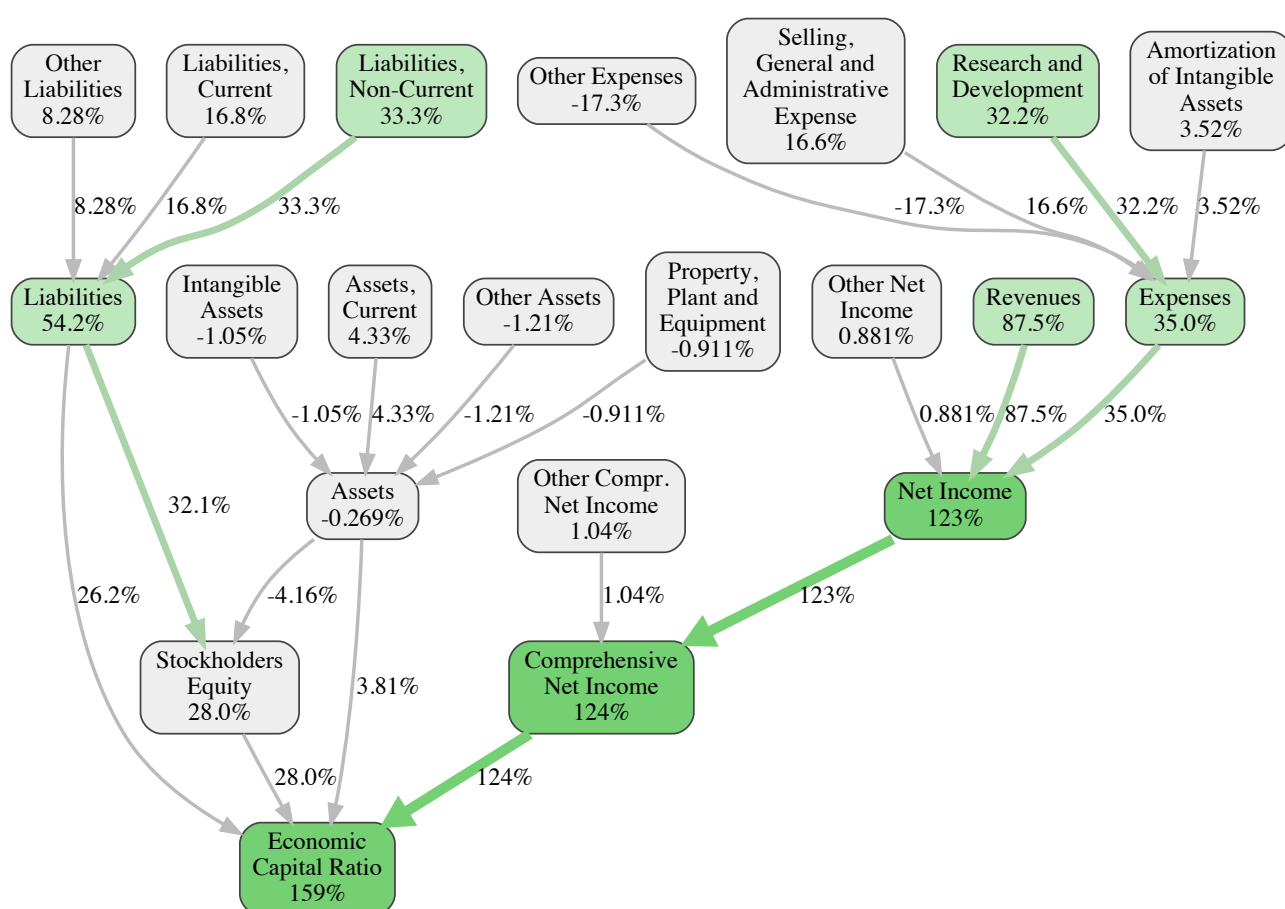 Other
Liabilities
8.28%
Liabilities,
Current
16.8%
Liabilities,
Non-Current
33.3%
Other Expenses
-17.3%
Selling,
General and
Administrative
Expense
16.6%
Research and
Development
32.2%
Amortization
of Intangible
Assets
3.52%
8.28%
16.8%
33.3%
-17.3%
16.6%
32.2%
3.52%
Liabilities
54.2%
Intangible
Assets
-1.05%
Assets,
Current
4.33%
Other Assets
-1.21%
Property,
Plant and
Equipment
-0.911%
Other Net
Income
0.881%
Revenues
87.5%
Expenses
35.0%
-1.05%
4.33%
-1.21%
-0.911%
0.881%
87.5%
35.0%
Assets
-0.269%
Other Compr.
Net Income
1.04%
Net Income
123%
32.1%
26.2%
-4.16%
1.04%
123%
Stockholders
Equity
28.0%
3.81%
Comprehensive
Net Income
124%
28.0%
124%
Economic
Capital Ratio
159%